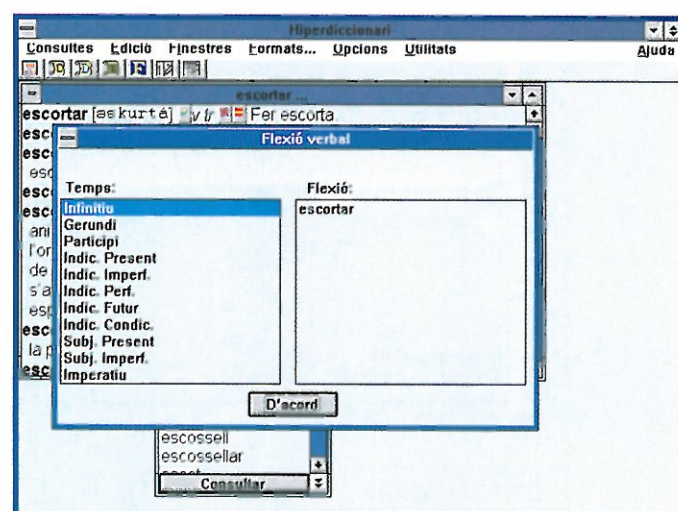 Hiperdiccionari
Consultes Edició Finestres Formats... Opcions Utilitats Ajuda
escortar ...
escortar [əskurtá] v tr Fer escorta.
Flexió verbal
Temps: Flexió:
Infinitiu escortar
Gerundi
Participi
Indic. Present
Indic. Imperf.
Indic. Perf.
Indic. Futur
Indic. Condic.
Subj. Present
Subj. Imperf.
Imperatiu
D'acord
escossell
escossellar
Consultar